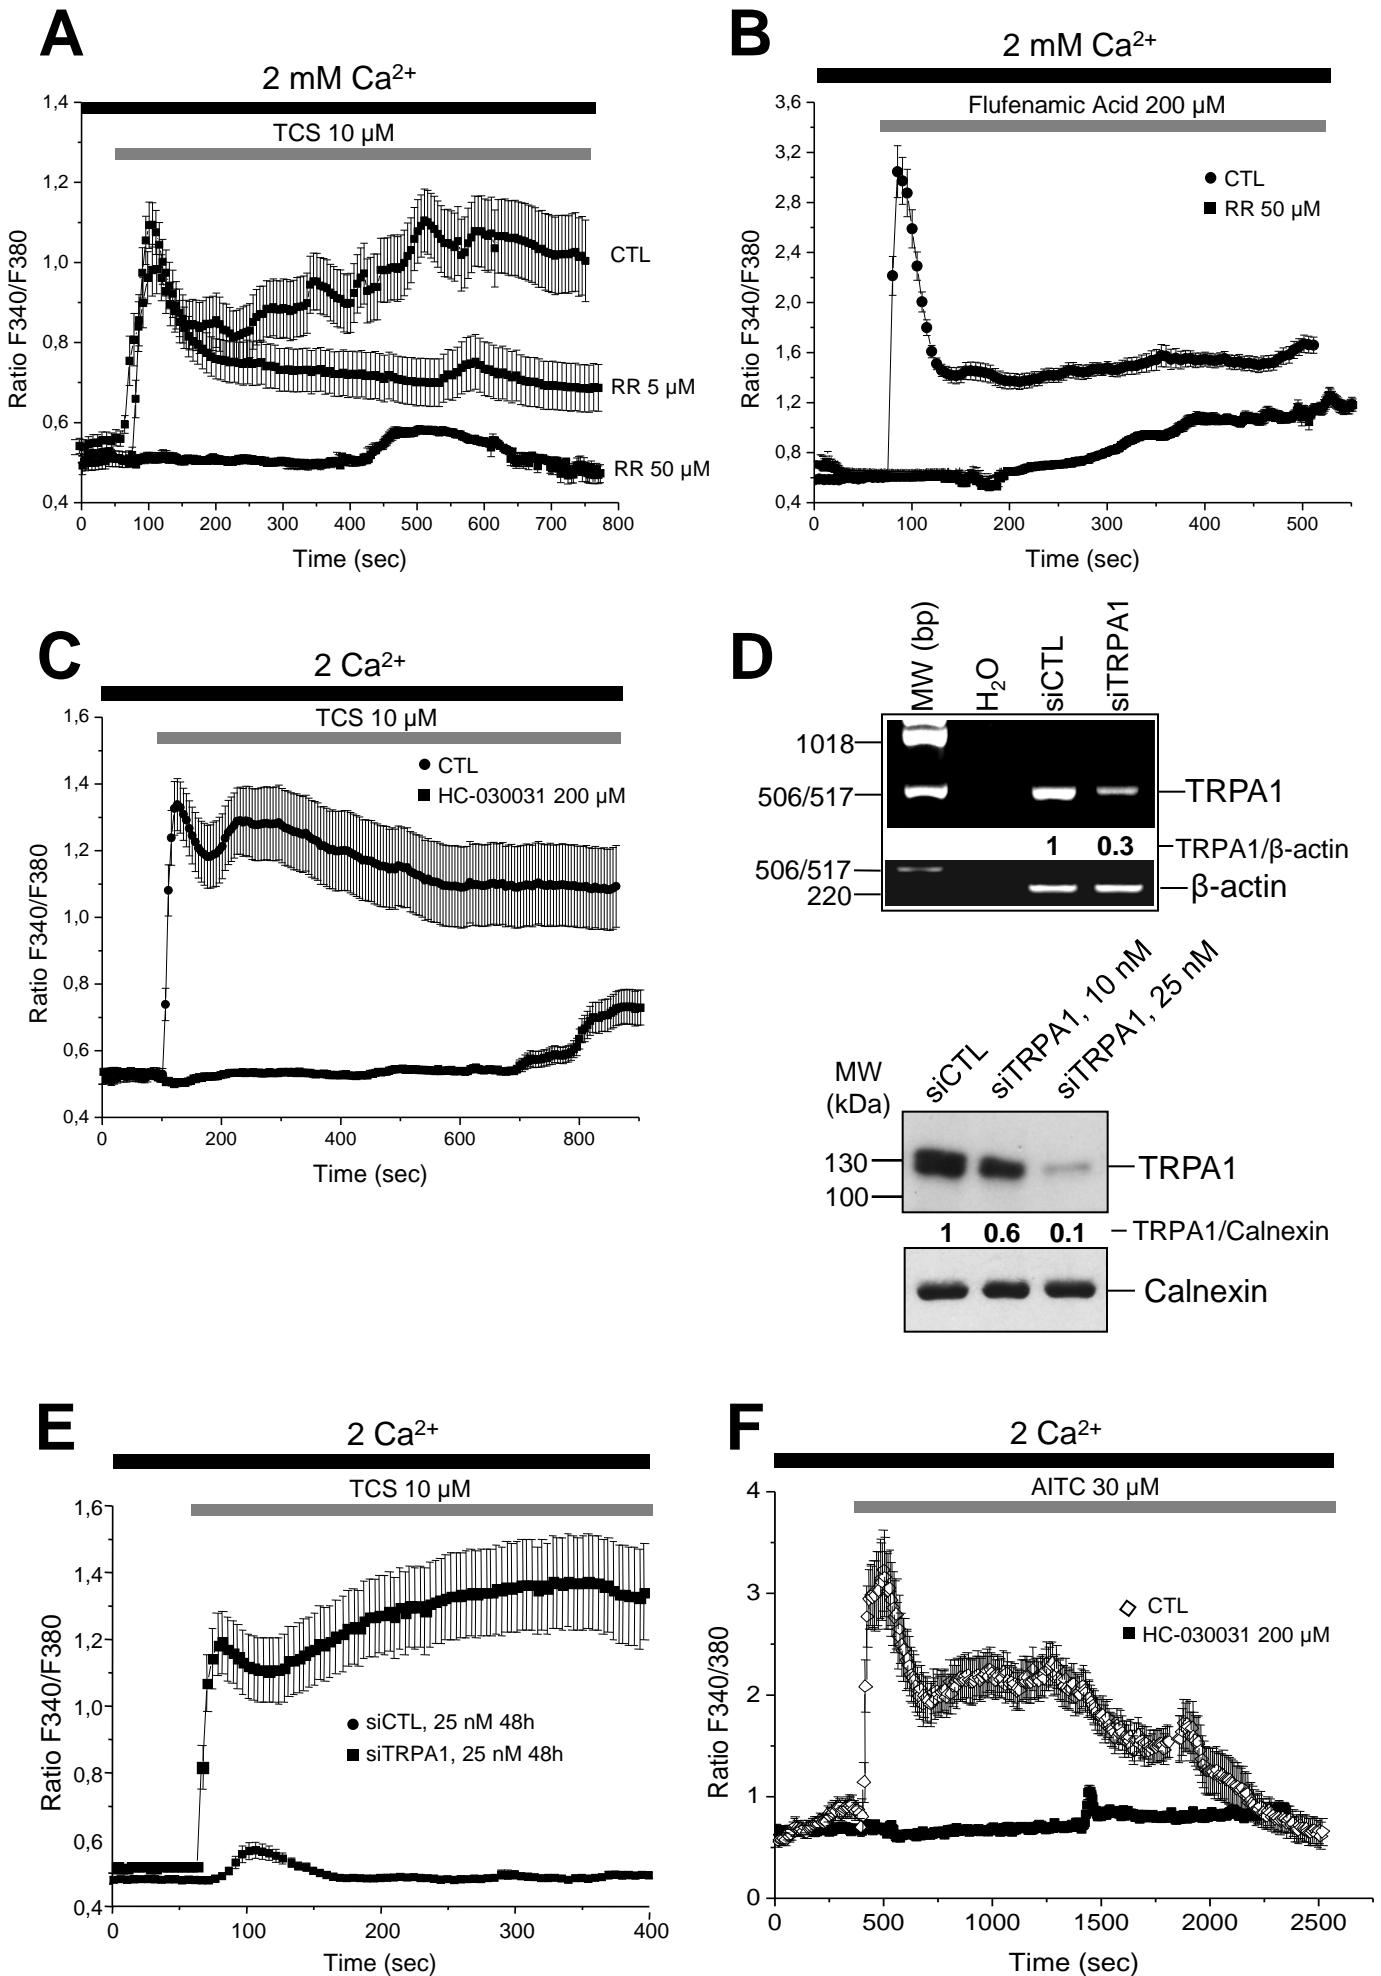 A
2 mM Ca2+
TCS 10 µM
1,4
1,2
1,0
0,8
0,6
0,4
Ratio F340/F380
CTL
RR 5 µM
RR 50 µM
0 100 200 300 400 500 600 700 800
Time (sec)
B
2 mM Ca2+
Flufenamic Acid 200 µM
3,6
3,2
2,8
2,4
2,0
1,6
1,2
0,8
0,4
Ratio F340/F380
CTL
RR 50 µM
0 100 200 300 400 500
Time (sec)
C
2 Ca2+
TCS 10 µM
1,6
1,4
1,2
1,0
0,8
0,6
0,4
Ratio F340/F380
CTL
HC-030031 200 µM
0 200 400 600 800
Time (sec)
D
MW (bp)
H2O
siCTL
siTRPA1
1018
506/517
TRPA1
1 0.3 TRPA1/β-actin
506/517
220
β-actin
MW
(kDa)
siCTL
siTRPA1, 10 nM
siTRPA1, 25 nM
130
100
TRPA1
1 0.6 0.1 TRPA1/Calnexin
Calnexin
E
2 Ca2+
TCS 10 µM
1,6
1,4
1,2
1,0
0,8
0,6
0,4
Ratio F340/F380
siCTL, 25 nM 48h
siTRPA1, 25 nM 48h
0 100 200 300 400
Time (sec)
F
2 Ca2+
AITC 30 µM
4
3
2
1
0
Ratio F340/380
CTL
HC-030031 200 µM
0 500 1000 1500 2000 2500
Time (sec)